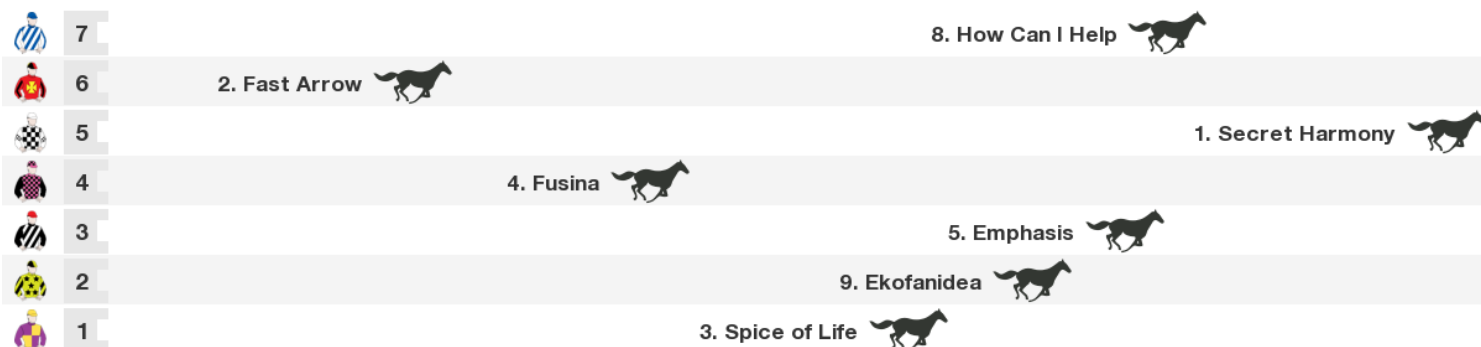 7 8. How Can I Help
6 2. Fast Arrow
5 1. Secret Harmony
4 4. Fusina
3 5. Emphasis
2 9. Ekofanidea
1 3. Spice of Life